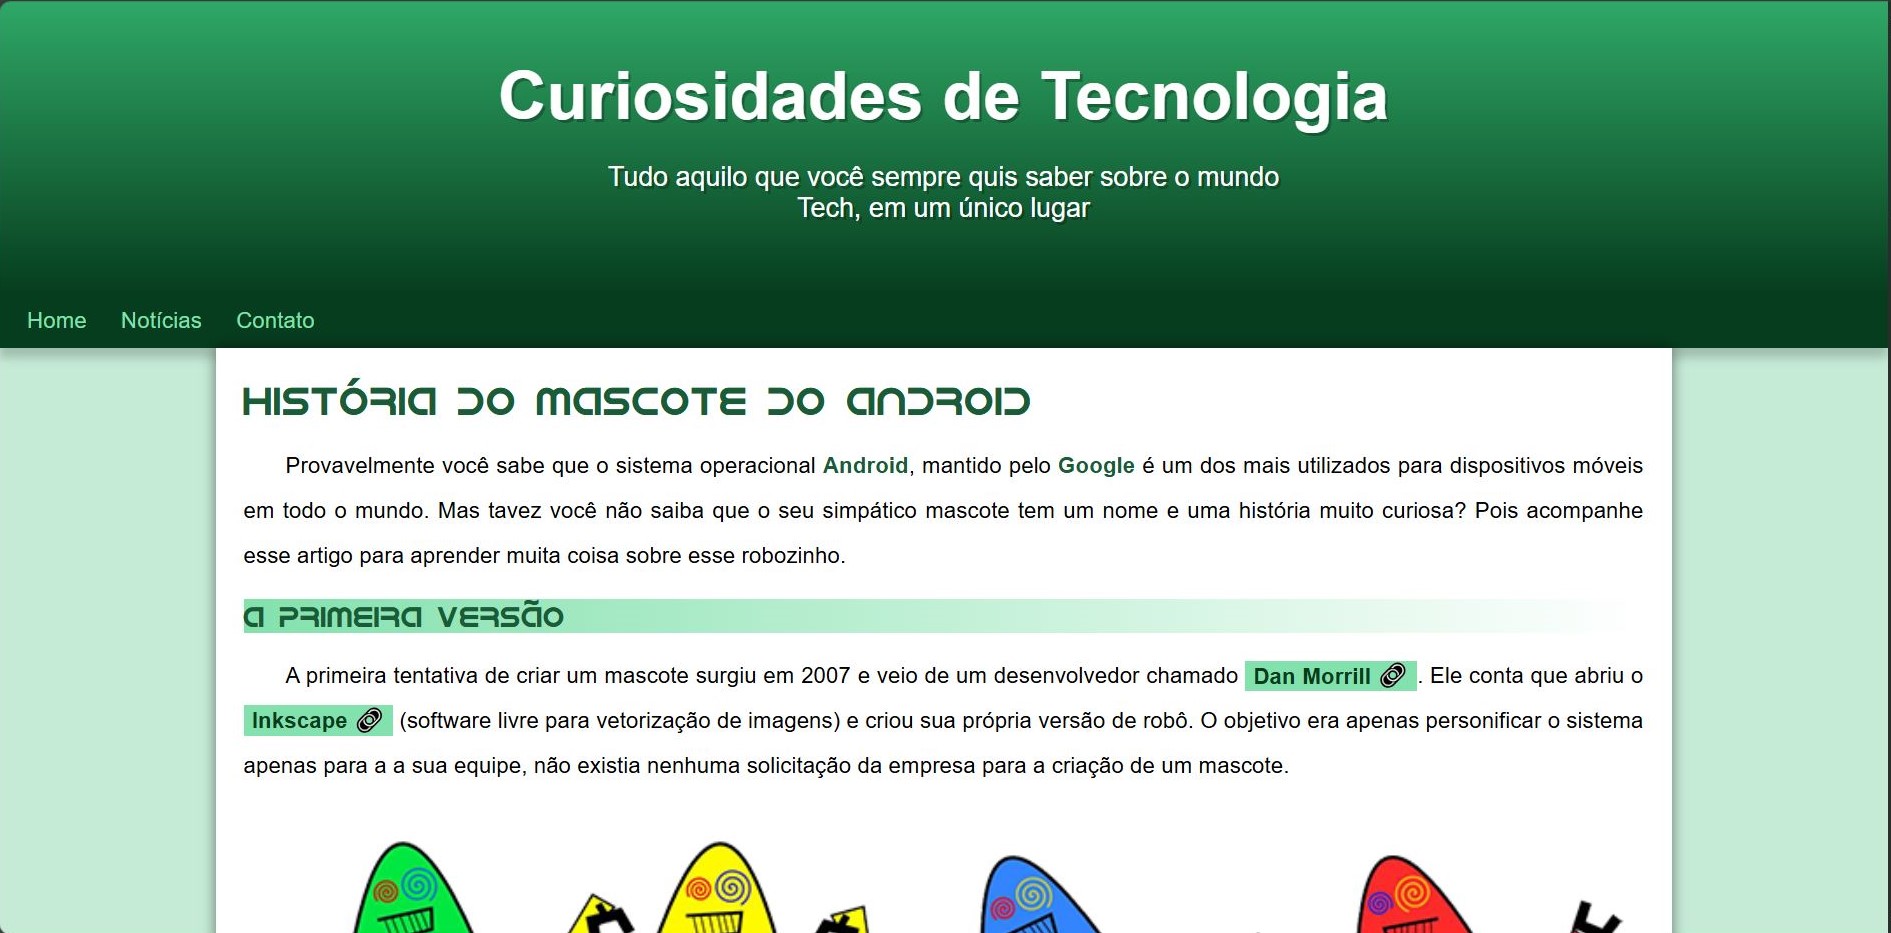 Curiosidades de Tecnologia
Tudo aquilo que você sempre quis saber sobre o mundo
Tech, em um único lugar
Home Notícias Contato
HISTÓRIA DO MASCOTE DO ANDROID
Provavelmente você sabe que o sistema operacional Android, mantido pelo Google é um dos mais utilizados para dispositivos móveis
em todo o mundo. Mas tavez você não saiba que o seu simpático mascote tem um nome e uma história muito curiosa? Pois acompanhe
esse artigo para aprender muita coisa sobre esse robozinho.
A PRIMEIRA VERSÃO
A primeira tentativa de criar um mascote surgiu em 2007 e veio de um desenvolvedor chamado Dan Morrill . Ele conta que abriu o
Inkscape (software livre para vetorização de imagens) e criou sua própria versão de robô. O objetivo era apenas personificar o sistema
apenas para a a sua equipe, não existia nenhuma solicitação da empresa para a criação de um mascote.